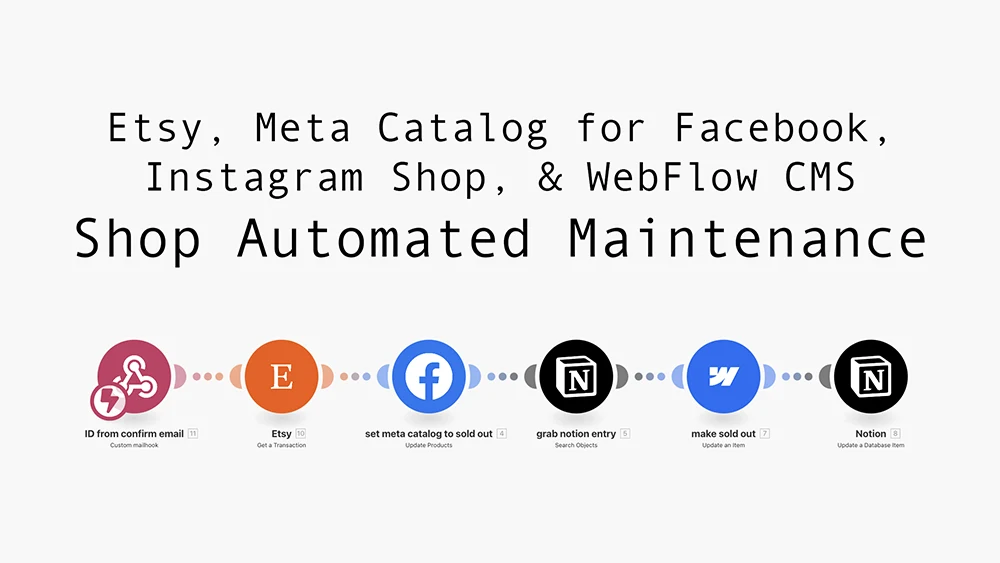 Etsy, Meta Catalog for Facebook,
Instagram Shop, & WebFlow CMS
Shop Automated Maintenance
E
N
N
ID from confirm email 11
Custom mailhook
Etsy 10
Get a Transaction
set meta catalog to sold out 4
Update Products
grab notion entry 5
Search Objects
make sold out 7
Update an Item
Notion 8
Update a Database Item